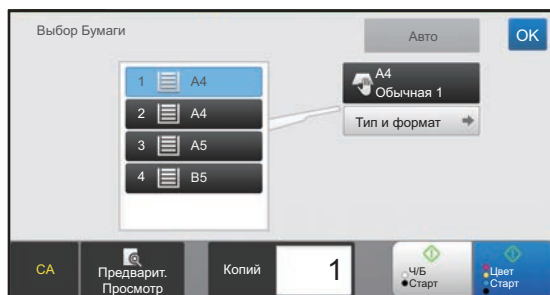 Выбор Бумаги
Авто
OK
1 A4
2 A4
3 A5
4 B5
A4
Обычная 1
Тип и формат
CA
Предварит.
Просмотр
Копий
1
Ч/Б
Старт
Цвет
Старт